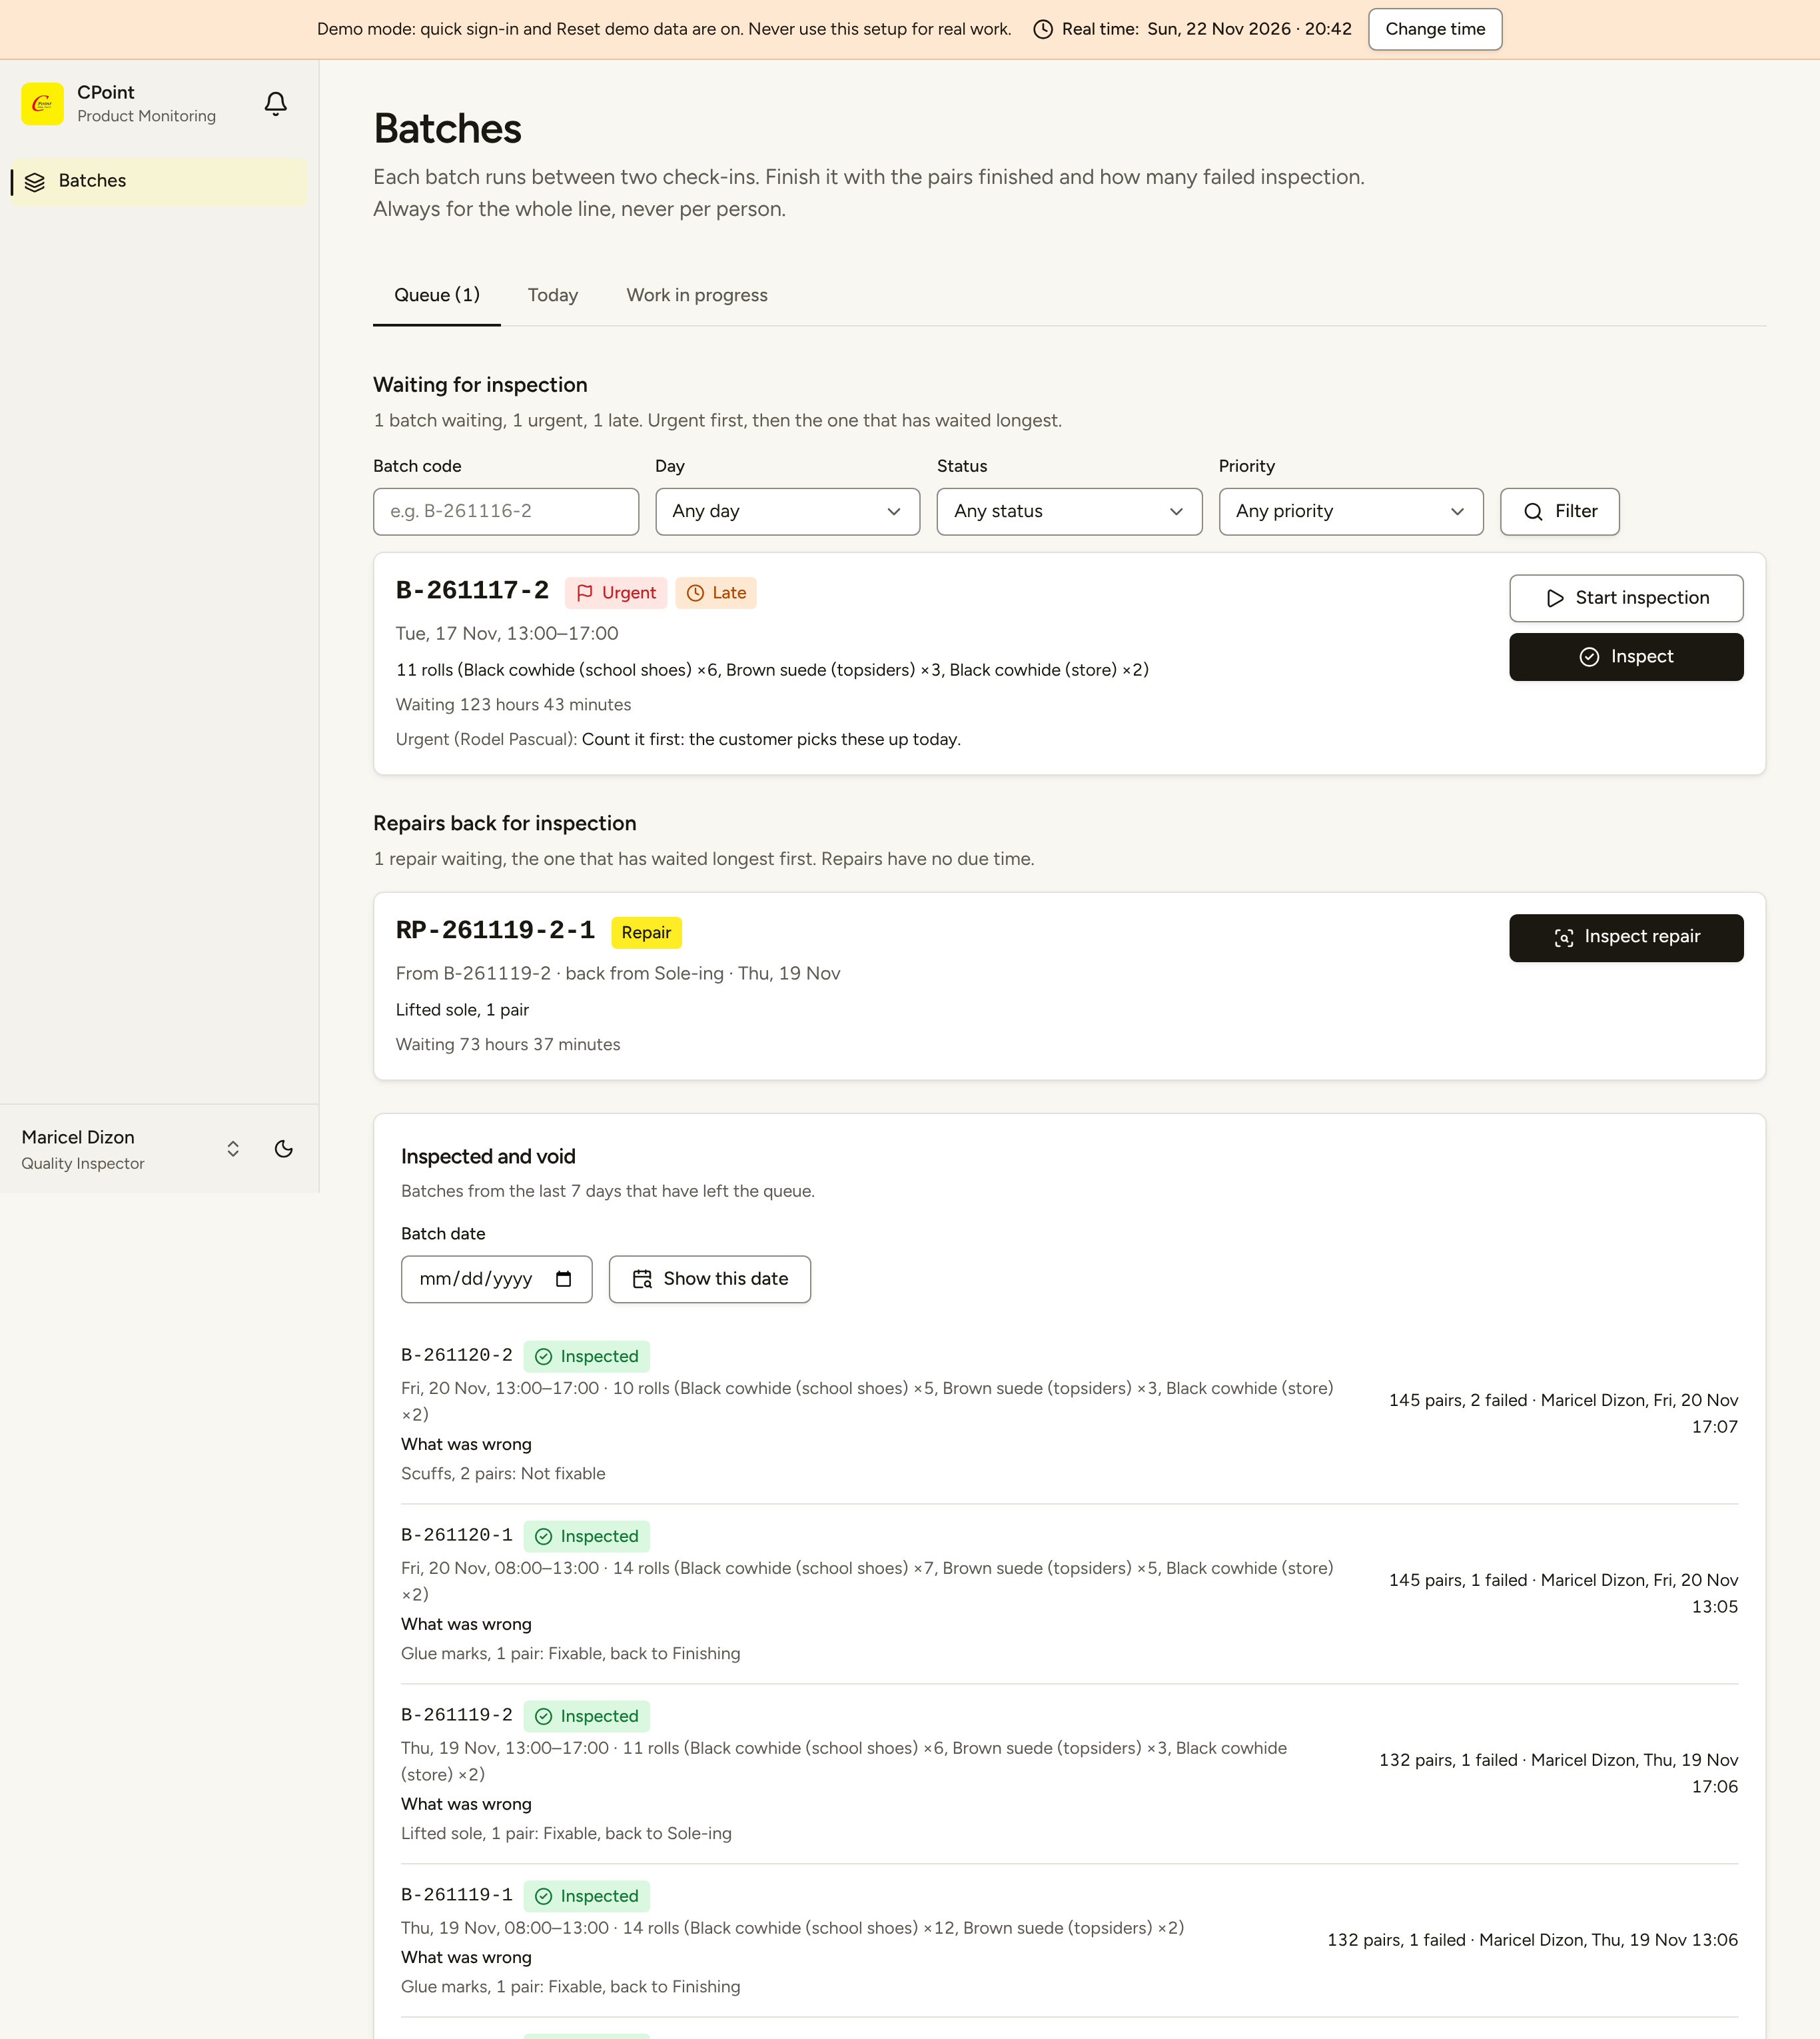 Demo mode: quick sign-in and Reset demo data are on. Never use this setup for real work.
Real time: Sun, 22 Nov 2026 · 20:42
Change time
CPoint
Product Monitoring
Batches
Maricel Dizon
Quality Inspector
Batches
Each batch runs between two check-ins. Finish it with the pairs finished and how many failed inspection.
Always for the whole line, never per person.
Queue (1)
Today
Work in progress
Waiting for inspection
1 batch waiting, 1 urgent, 1 late. Urgent first, then the one that has waited longest.
Batch code
Day
Status
Priority
e.g. B-261116-2
Any day
Any status
Any priority
Filter
B-261117-2
Urgent
Late
Start inspection
Tue, 17 Nov, 13:00–17:00
11 rolls (Black cowhide (school shoes) ×6, Brown suede (topsiders) ×3, Black cowhide (store) ×2)
Inspect
Waiting 123 hours 43 minutes
Urgent (Rodel Pascual): Count it first: the customer picks these up today.
Repairs back for inspection
1 repair waiting, the one that has waited longest first. Repairs have no due time.
RP-261119-2-1
Repair
Inspect repair
From B-261119-2 · back from Sole-ing · Thu, 19 Nov
Lifted sole, 1 pair
Waiting 73 hours 37 minutes
Inspected and void
Batches from the last 7 days that have left the queue.
Batch date
mm/dd/yyyy
Show this date
B-261120-2
Inspected
Fri, 20 Nov, 13:00–17:00 · 10 rolls (Black cowhide (school shoes) ×5, Brown suede (topsiders) ×3, Black cowhide (store)
×2)
What was wrong
Scuffs, 2 pairs: Not fixable
145 pairs, 2 failed · Maricel Dizon, Fri, 20 Nov
17:07
B-261120-1
Inspected
Fri, 20 Nov, 08:00–13:00 · 14 rolls (Black cowhide (school shoes) ×7, Brown suede (topsiders) ×5, Black cowhide (store)
×2)
What was wrong
Glue marks, 1 pair: Fixable, back to Finishing
145 pairs, 1 failed · Maricel Dizon, Fri, 20 Nov
13:05
B-261119-2
Inspected
Thu, 19 Nov, 13:00–17:00 · 11 rolls (Black cowhide (school shoes) ×6, Brown suede (topsiders) ×3, Black cowhide
(store) ×2)
What was wrong
Lifted sole, 1 pair: Fixable, back to Sole-ing
132 pairs, 1 failed · Maricel Dizon, Thu, 19 Nov
17:06
B-261119-1
Inspected
Thu, 19 Nov, 08:00–13:00 · 14 rolls (Black cowhide (school shoes) ×12, Brown suede (topsiders) ×2)
What was wrong
Glue marks, 1 pair: Fixable, back to Finishing
132 pairs, 1 failed · Maricel Dizon, Thu, 19 Nov 13:06